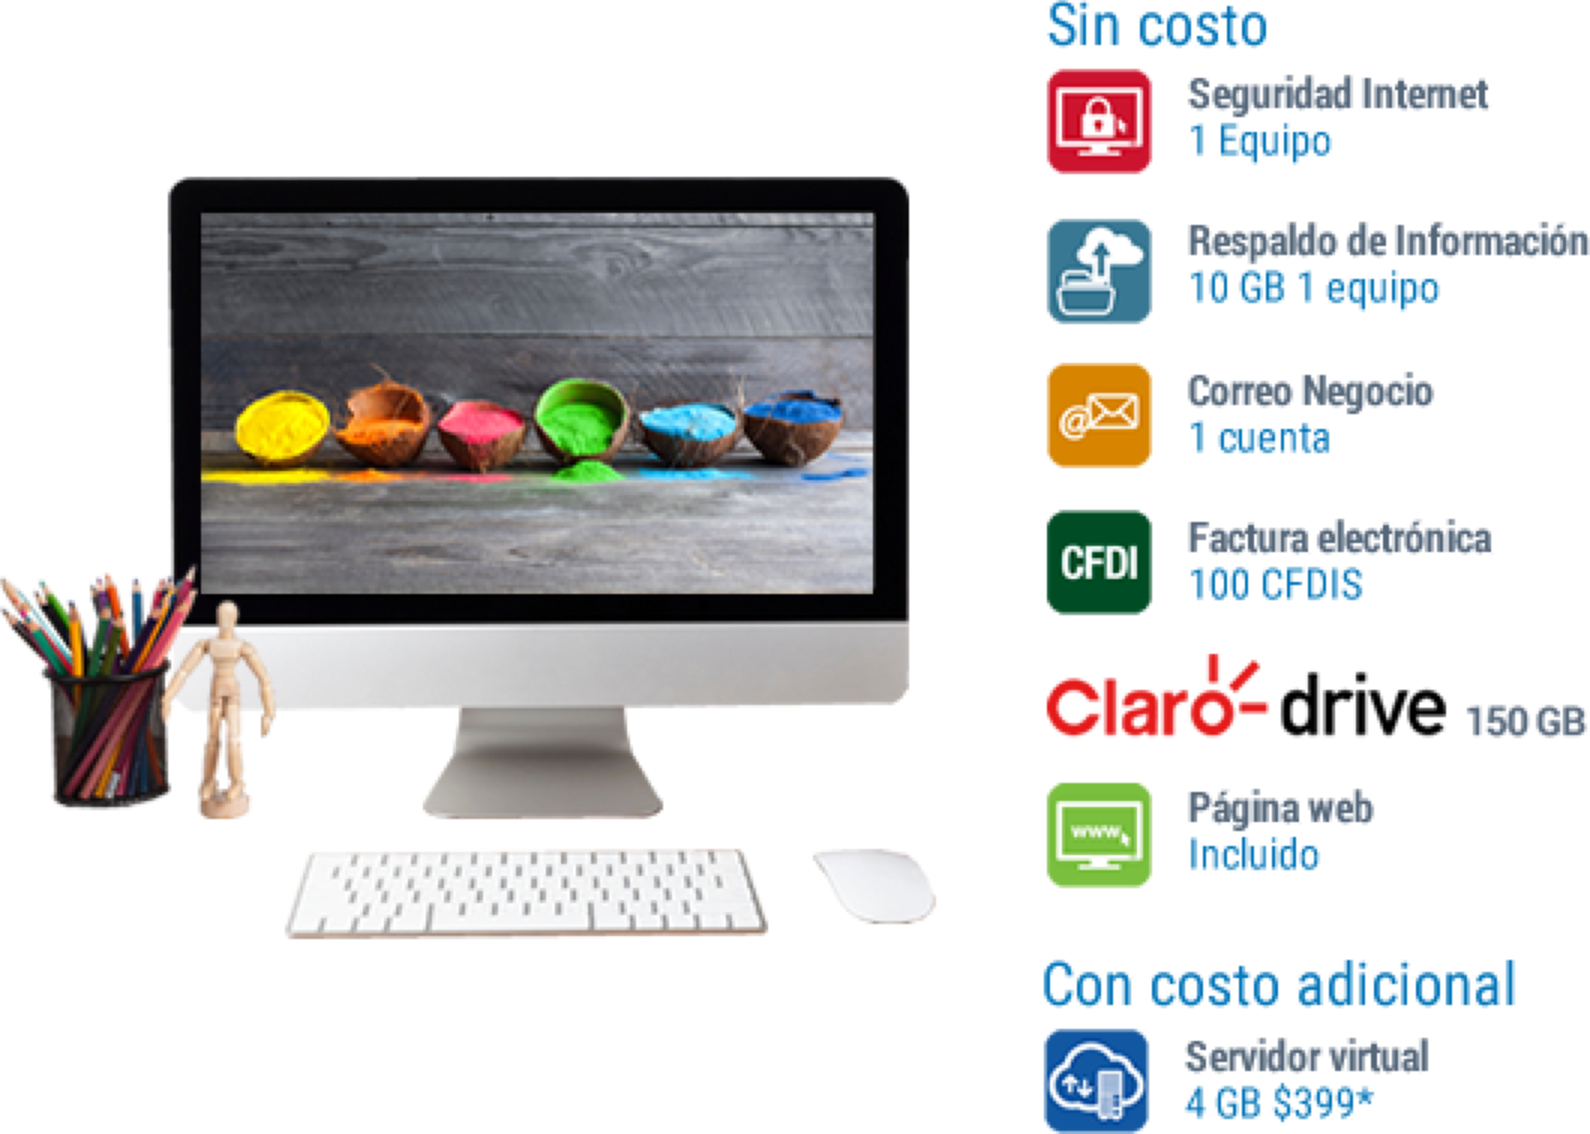 Sin costo
Seguridad Internet
1 Equipo
Respaldo de Información
10 GB 1 equipo
@
Correo Negocio
1 cuenta
CFDI
Factura electrónica
100 CFDIS
Claro-drive 150 GB
www
Página web
Incluido
Con costo adicional
Servidor virtual
4 GB $399*